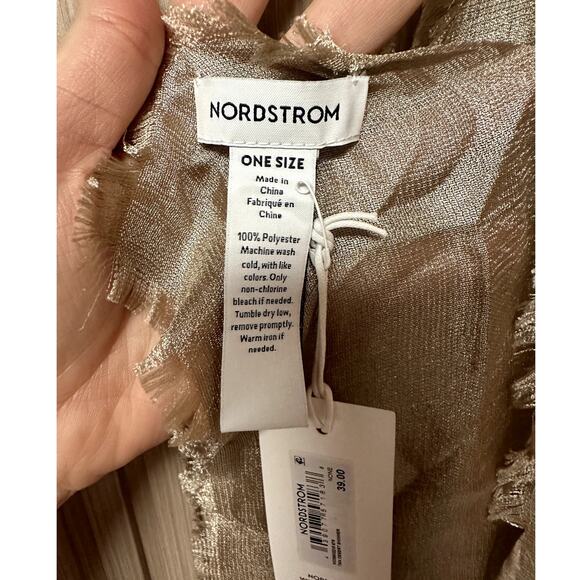 NORDSTROM
ONE SIZE
Made in
China
Fabriqué en
Chine
100% Polyester
Machine wash
cold, with like
colors. Only
non-chlorine
bleach if needed.
Tumble dry low,
remove promptly.
Warm iron if
needed.
NORDSTROM
NONE
39.00